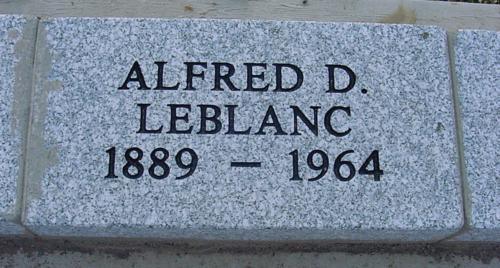 ALFRED D.
LEBLANC
1889 – 1964